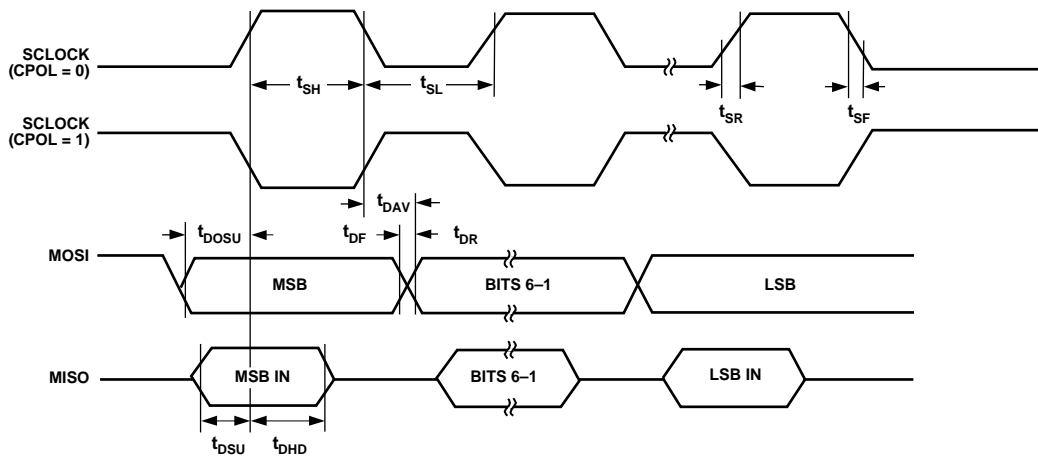 SCLOCK
(CPOL = 0)
tSH
tSL
tSR
tSF
SCLOCK
(CPOL = 1)
tDAV
tDOSU
tDF
tDR
MOSI
MSB
BITS 6–1
LSB
MISO
MSB IN
BITS 6–1
LSB IN
tDSU
tDHD